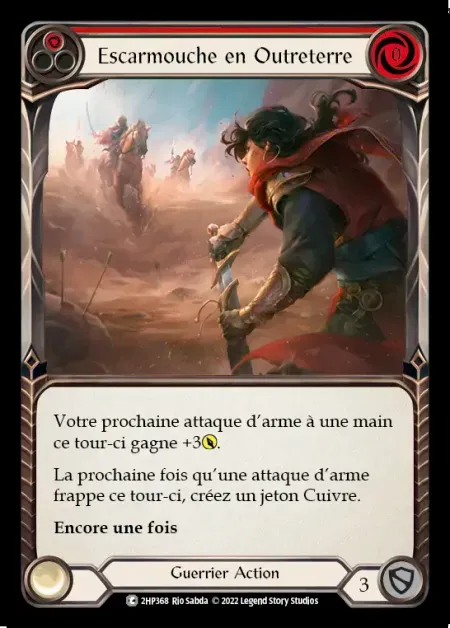 Escarmouche en Outreterre
0
Votre prochaine attaque d'arme à une main
ce tour-ci gagne +3.
La prochaine fois qu'une attaque d'arme
frappe ce tour-ci, créez un jeton Cuivre.
Encore une fois
Guerrier Action
3
C 2HP368 Rio Sabda © 2022 Legend Story Studios